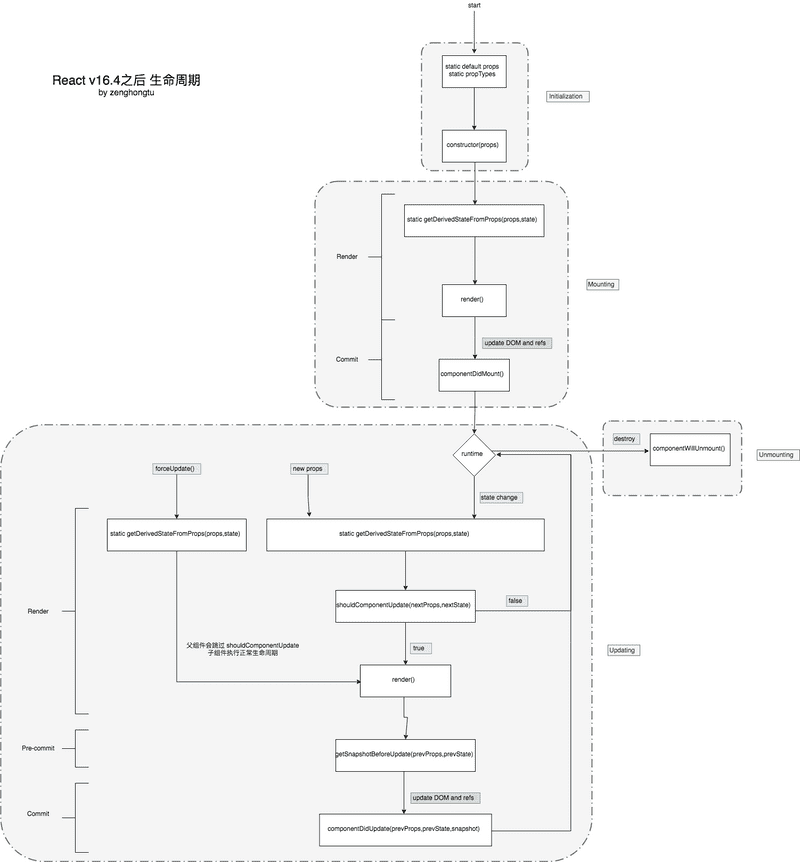 start
React v16.4之后 生命周期
by zenghongtu
static default props
static propTypes
Initialization
constructor(props)
static getDerivedStateFromProps(props,state)
Render
Mounting
render()
update DOM and refs
Commit
componentDidMount()
destroy
componentWillUnmount()
Unmounting
runtime
forceUpdate()
new props
state change
static getDerivedStateFromProps(props,state)
static getDerivedStateFromProps(props,state)
shouldComponentUpdate(nextProps,nextState)
false
Render
父组件会跳过 shouldComponentUpdate
子组件执行正常生命周期
true
Updating
render()
Pre-commit
getSnapshotBeforeUpdate(prevProps,prevState)
update DOM and refs
Commit
componentDidUpdate(prevProps,prevState,snapshot)